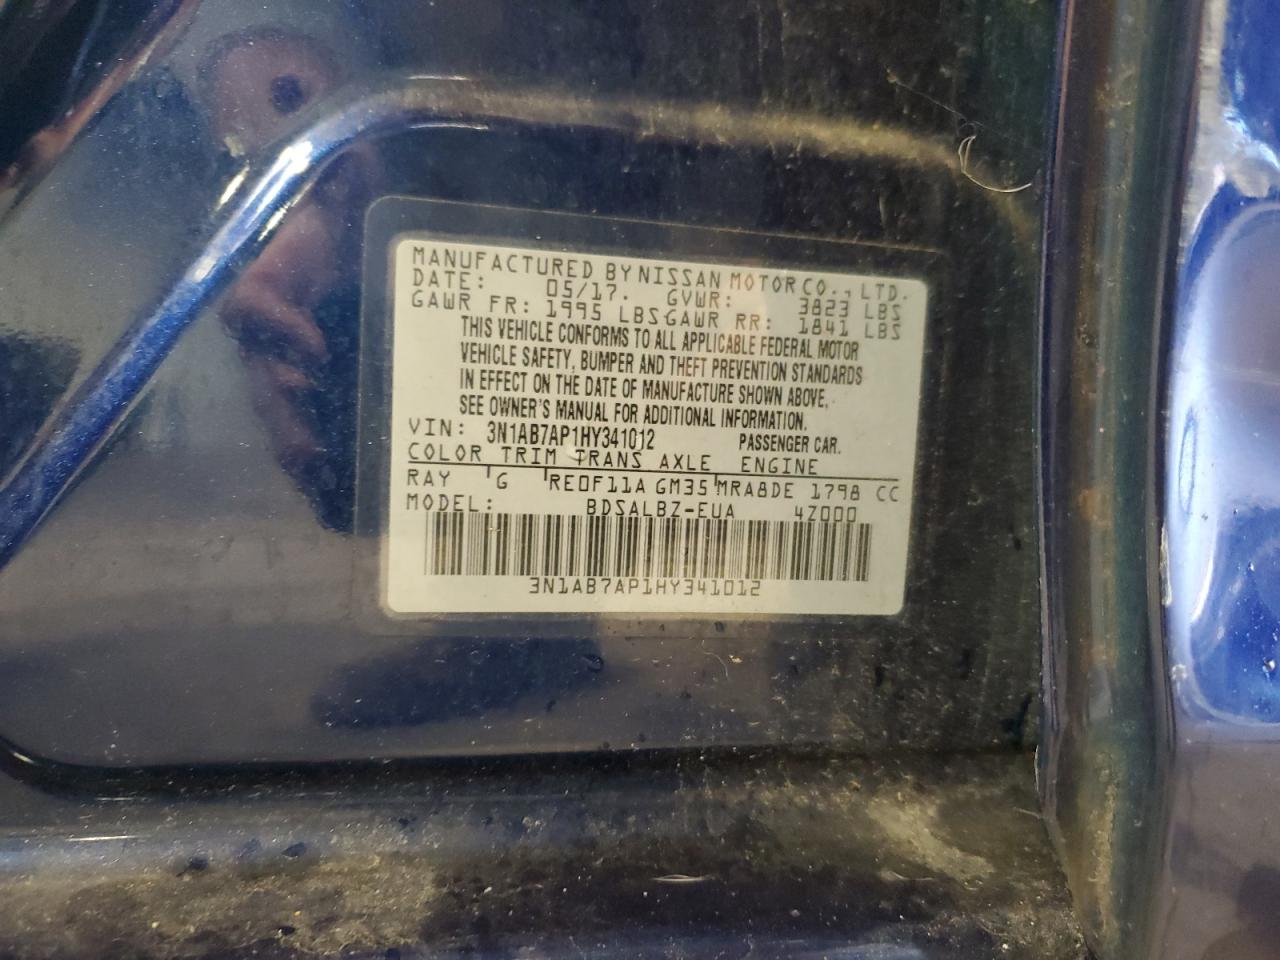 MANUFACTURED BY NISSAN MOTOR CO., LTD.
DATE: 05/17. GVWR: 3823 LBS
GAWR FR: 1995 LBS GAWR RR: 1841 LBS
THIS VEHICLE CONFORMS TO ALL APPLICABLE FEDERAL MOTOR
VEHICLE SAFETY, BUMPER AND THEFT PREVENTION STANDARDS
IN EFFECT ON THE DATE OF MANUFACTURE SHOWN ABOVE.
SEE OWNER'S MANUAL FOR ADDITIONAL INFORMATION.
VIN: 3N1AB7AP1HY341012 PASSENGER CAR.
COLOR TRIM TRANS AXLE ENGINE
RAY G RE0F11A GM35 MRA8DE 1798 CC
MODEL: BDSALBZ-EUA 4Z000
3N1AB7AP1HY341012